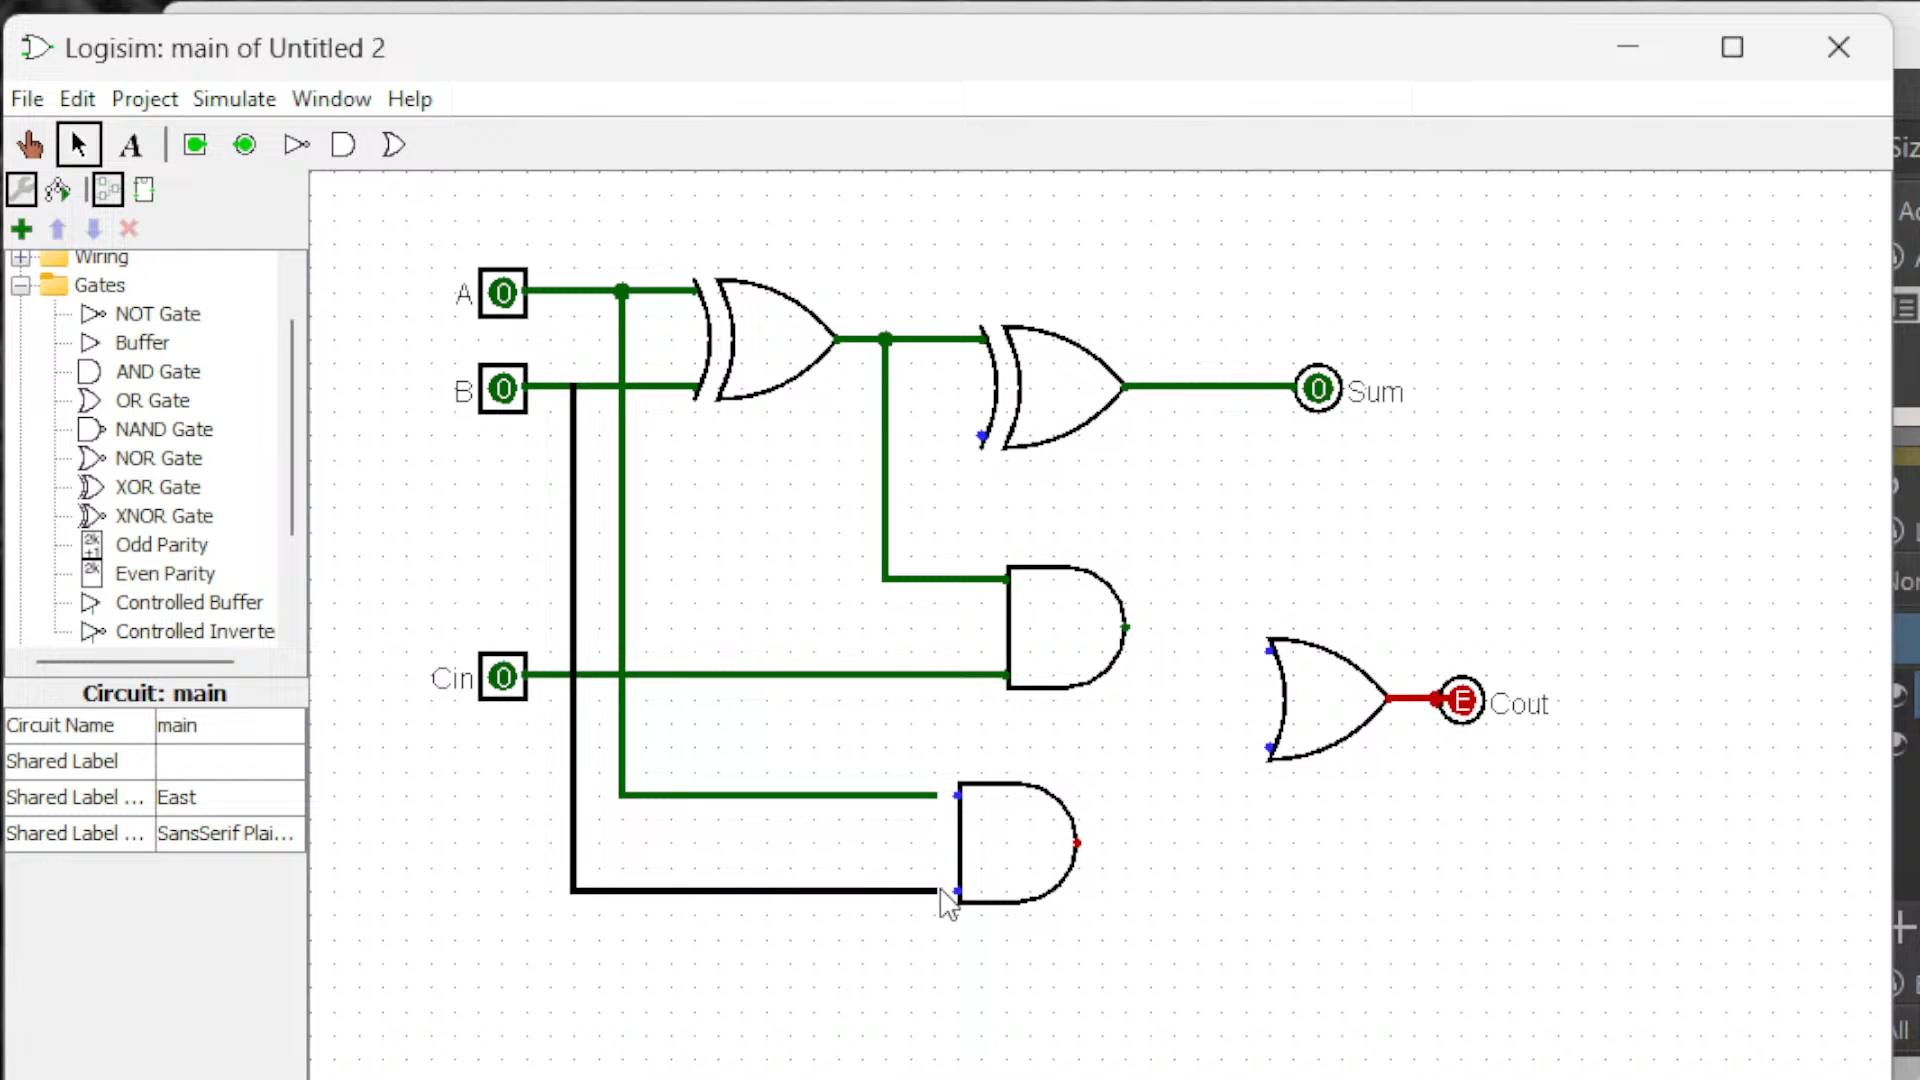 Logisim: main of Untitled 2
File Edit Project Simulate Window Help
A
Wiring
Gates
NOT Gate
Buffer
AND Gate
OR Gate
NAND Gate
NOR Gate
XOR Gate
XNOR Gate
2k
+1
Odd Parity
2k
Even Parity
Controlled Buffer
Controlled Inverte
Circuit: main
Circuit Name main
Shared Label
Shared Label ... East
Shared Label ... SansSerif Plai...
A 0
B 0
0 Sum
Cin 0
E Cout